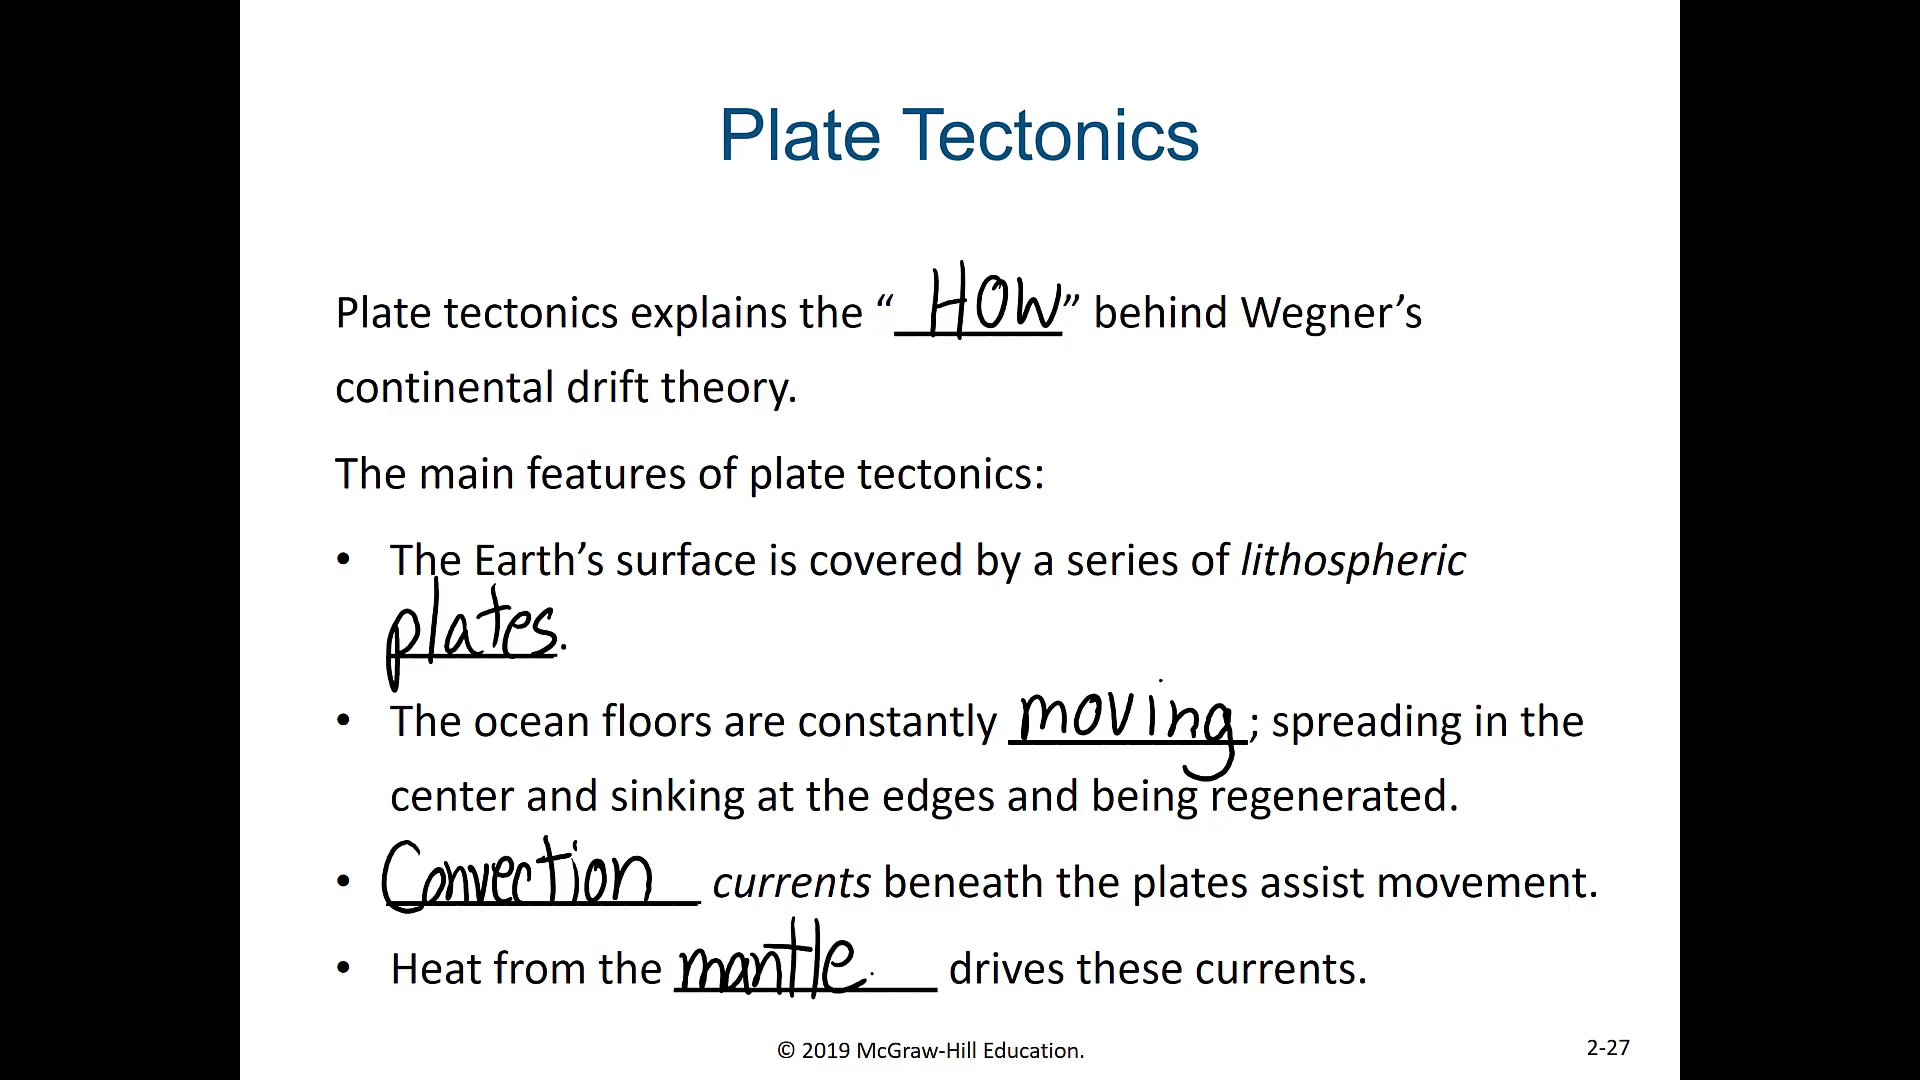 Plate Tectonics
Plate tectonics explains the “How” behind Wegner’s
continental drift theory.
The main features of plate tectonics:
• The Earth’s surface is covered by a series of lithospheric
plates.
• The ocean floors are constantly moving; spreading in the
center and sinking at the edges and being regenerated.
• Convection currents beneath the plates assist movement.
• Heat from the mantle drives these currents.
© 2019 McGraw-Hill Education.
2-27